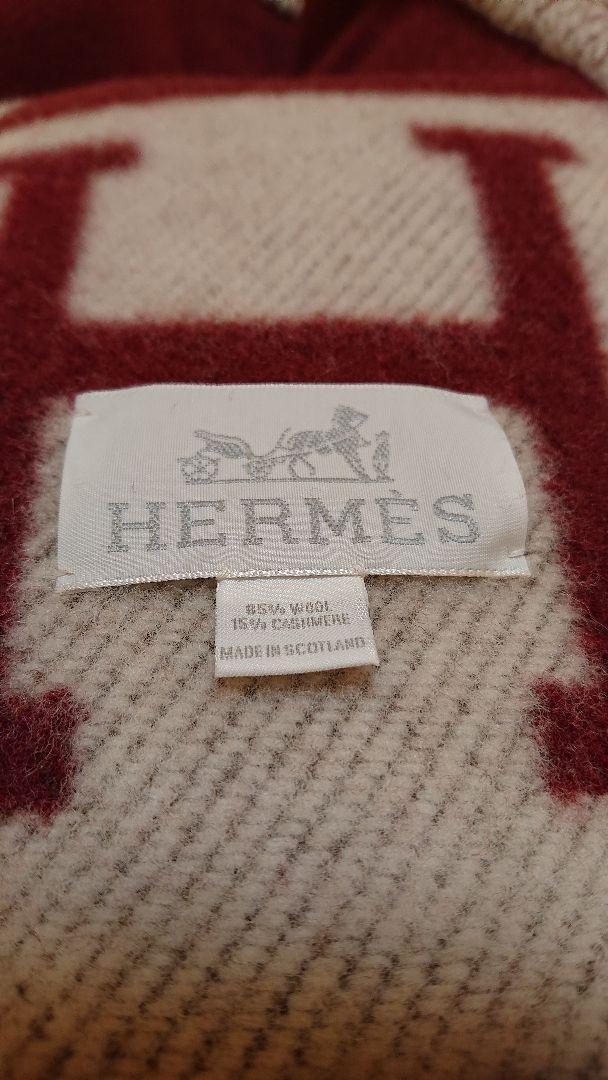 H
HERMÈS
85% WOOL
15% CASHMERE
MADE IN SCOTLAND